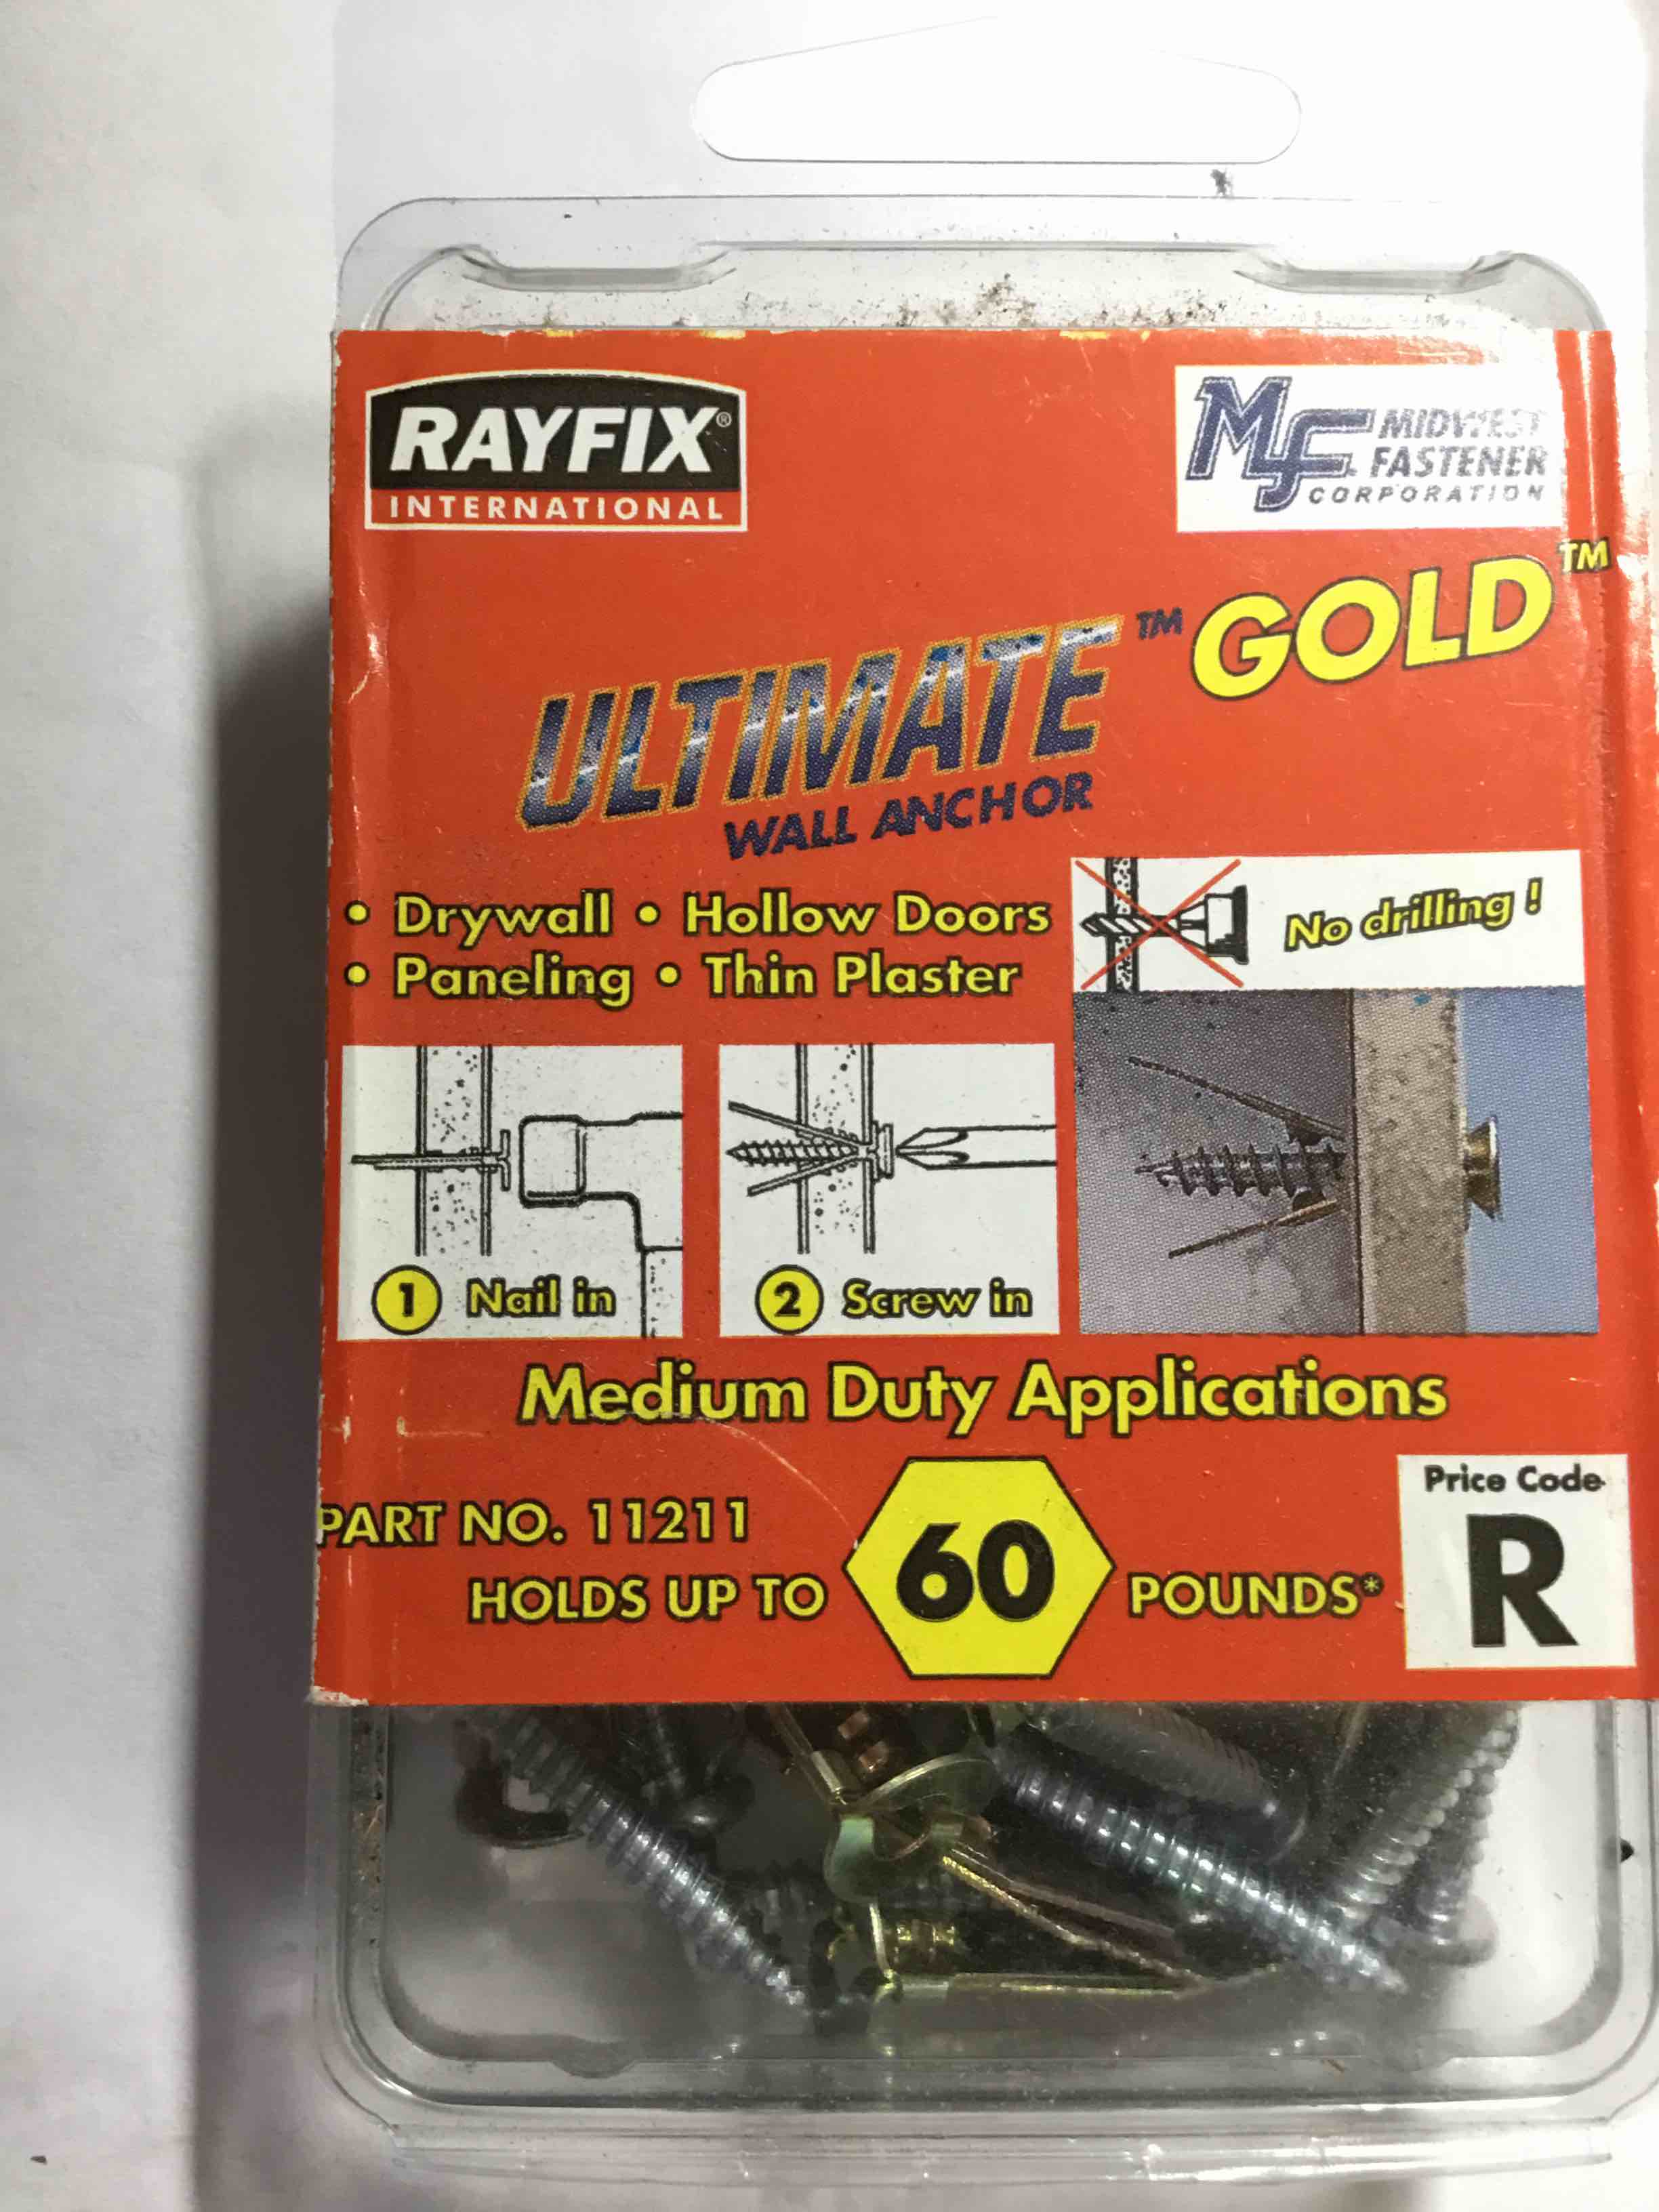 RAYFIX®
INTERNATIONAL
MF MIDWEST
FASTENER
CORPORATION
ULTIMATE™ GOLD™
WALL ANCHOR
• Drywall • Hollow Doors
• Paneling • Thin Plaster
No drilling!
1 Nail in
2 Screw in
Medium Duty Applications
PART NO. 11211
HOLDS UP TO 60 POUNDS*
Price Code
R